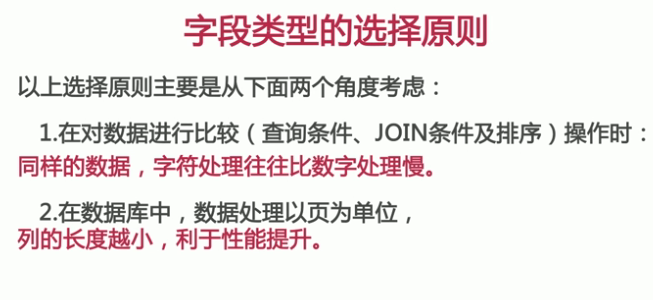 字段类型的选择原则
以上选择原则主要是从下面两个角度考虑：
1.在对数据进行比较（查询条件、JOIN条件及排序）操作时：
同样的数据，字符处理往往比数字处理慢。
2.在数据库中，数据处理以页为单位，
列的长度越小，利于性能提升。